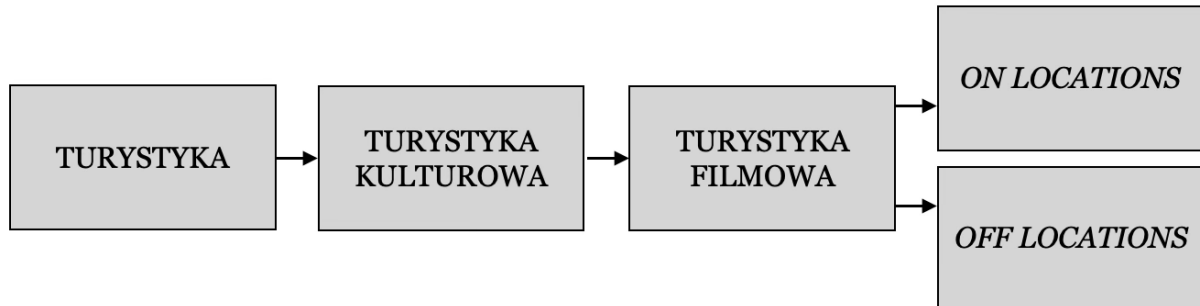 TURYSTYKA
TURYSTYKA
KULTUROWA
TURYSTYKA
FILMOWA
ON LOCATIONS
OFF LOCATIONS